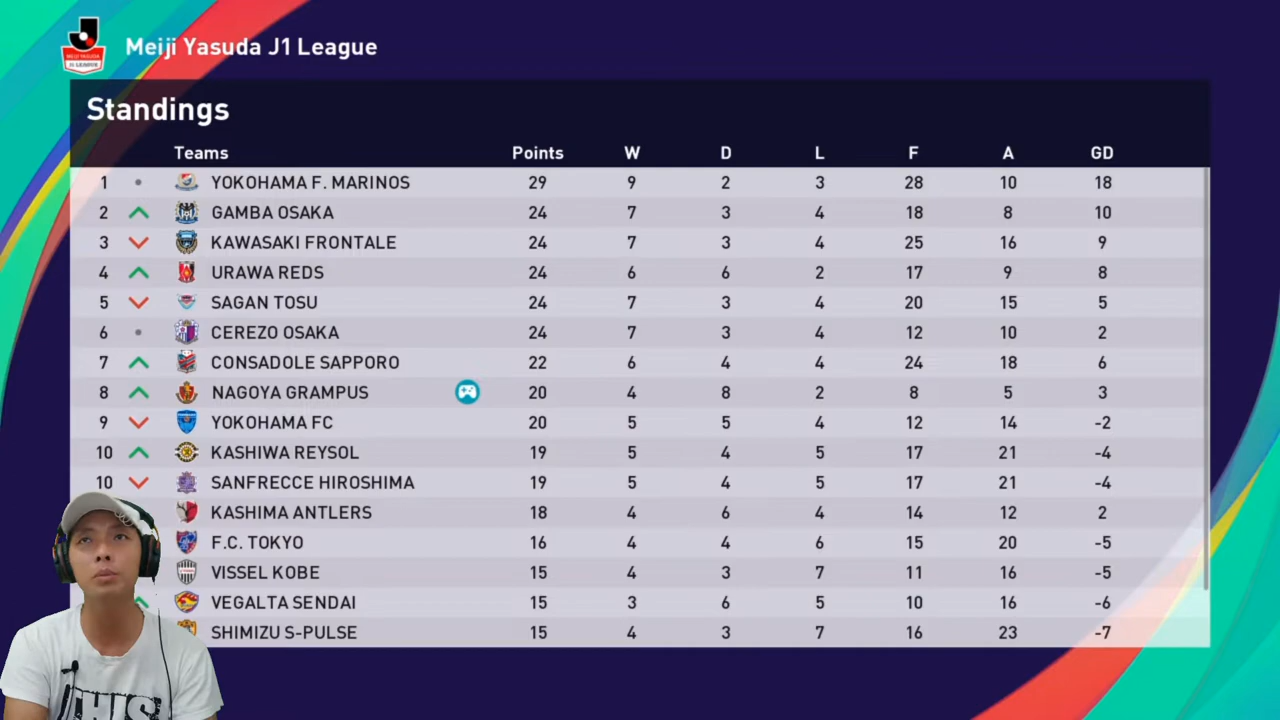 Meiji Yasuda J1 League
Standings
Teams Points W D L F A GD
1 YOKOHAMA F. MARINOS 29 9 2 3 28 10 18
2 GAMBA OSAKA 24 7 3 4 18 8 10
3 KAWASAKI FRONTALE 24 7 3 4 25 16 9
4 URAWA REDS 24 6 6 2 17 9 8
5 SAGAN TOSU 24 7 3 4 20 15 5
6 CEREZO OSAKA 24 7 3 4 12 10 2
7 CONSADOLE SAPPORO 22 6 4 4 24 18 6
8 NAGOYA GRAMPUS 20 4 8 2 8 5 3
9 YOKOHAMA FC 20 5 5 4 12 14 -2
10 KASHIWA REYSOL 19 5 4 5 17 21 -4
10 SANFRECCE HIROSHIMA 19 5 4 5 17 21 -4
KASHIMA ANTLERS 18 4 6 4 14 12 2
F.C. TOKYO 16 4 4 6 15 20 -5
VISSEL KOBE 15 4 3 7 11 16 -5
VEGALTA SENDAI 15 3 6 5 10 16 -6
SHIMIZU S-PULSE 15 4 3 7 16 23 -7
THIS